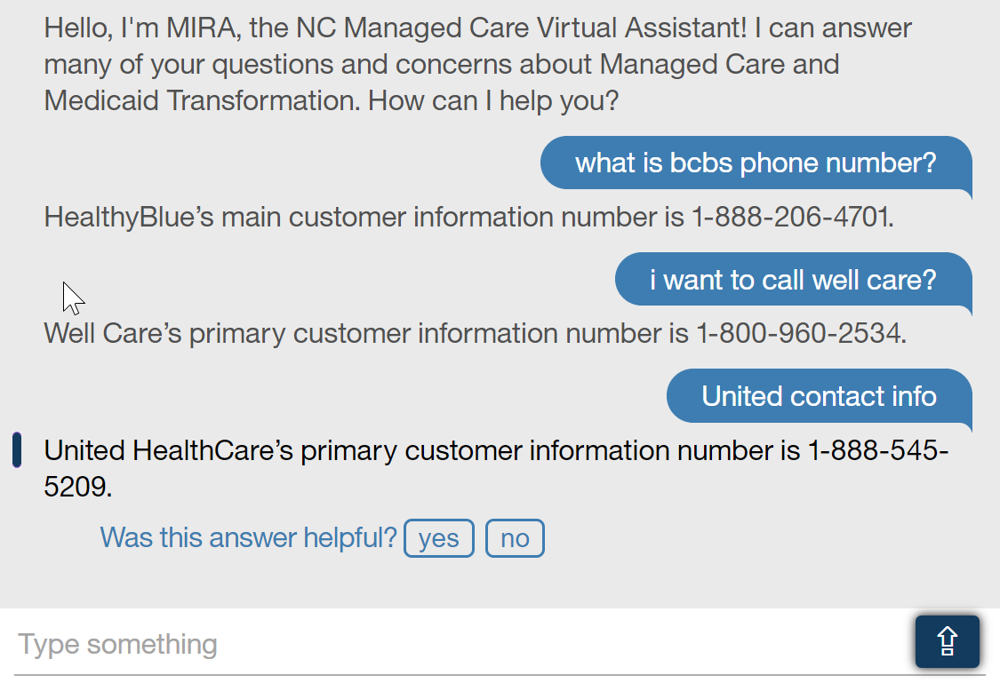 Hello, I'm MIRA, the NC Managed Care Virtual Assistant! I can answer
many of your questions and concerns about Managed Care and
Medicaid Transformation. How can I help you?
what is bcbs phone number?
HealthyBlue’s main customer information number is 1-888-206-4701.
i want to call well care?
Well Care’s primary customer information number is 1-800-960-2534.
United contact info
United HealthCare’s primary customer information number is 1-888-545-
5209.
Was this answer helpful? yes no
Type something